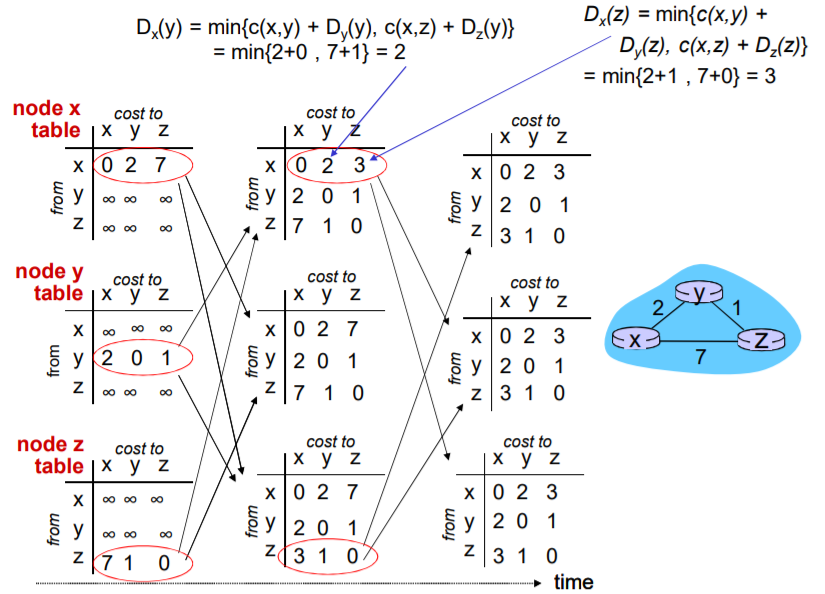 Dx(y) = min{c(x,y) + Dy(y), c(x,z) + Dz(y)}
= min{2+0 , 7+1} = 2
Dx(z) = min{c(x,y) +
Dy(z), c(x,z) + Dz(z)}
= min{2+1 , 7+0} = 3
node x
table
cost to
x y z
from
x 0 2 7
y ∞ ∞ ∞
z ∞ ∞ ∞
cost to
x y z
from
x 0 2 3
y 2 0 1
z 7 1 0
cost to
x y z
from
x 0 2 3
y 2 0 1
z 3 1 0
node y
table
cost to
x y z
from
x ∞ ∞ ∞
y 2 0 1
z ∞ ∞ ∞
cost to
x y z
from
x 0 2 7
y 2 0 1
z 7 1 0
cost to
x y z
from
x 0 2 3
y 2 0 1
z 3 1 0
y
2 1
x z
7
node z
table
cost to
x y z
from
x ∞ ∞ ∞
y ∞ ∞ ∞
z 7 1 0
cost to
x y z
from
x 0 2 7
y 2 0 1
z 3 1 0
cost to
x y z
from
x 0 2 3
y 2 0 1
z 3 1 0
time